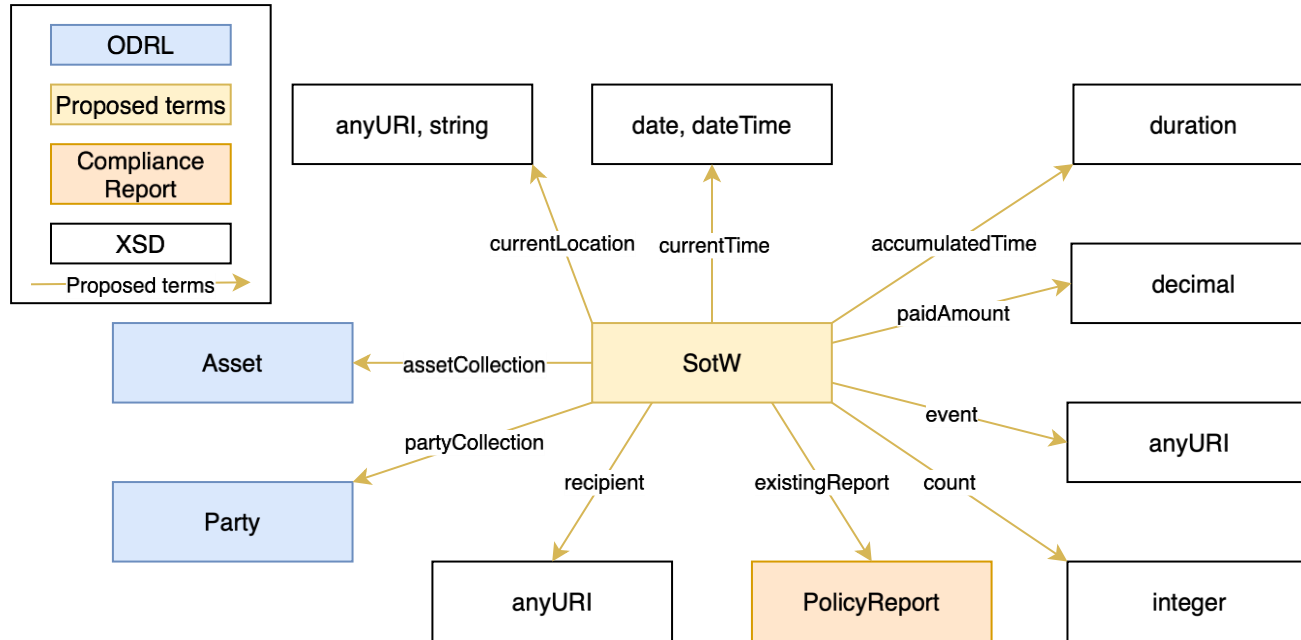 ODRL
Proposed terms
Compliance
Report
XSD
Proposed terms
anyURI, string
date, dateTime
duration
currentLocation
currentTime
accumulatedTime
decimal
paidAmount
Asset
assetCollection
SotW
event
anyURI
partyCollection
Party
recipient
existingReport
count
anyURI
PolicyReport
integer